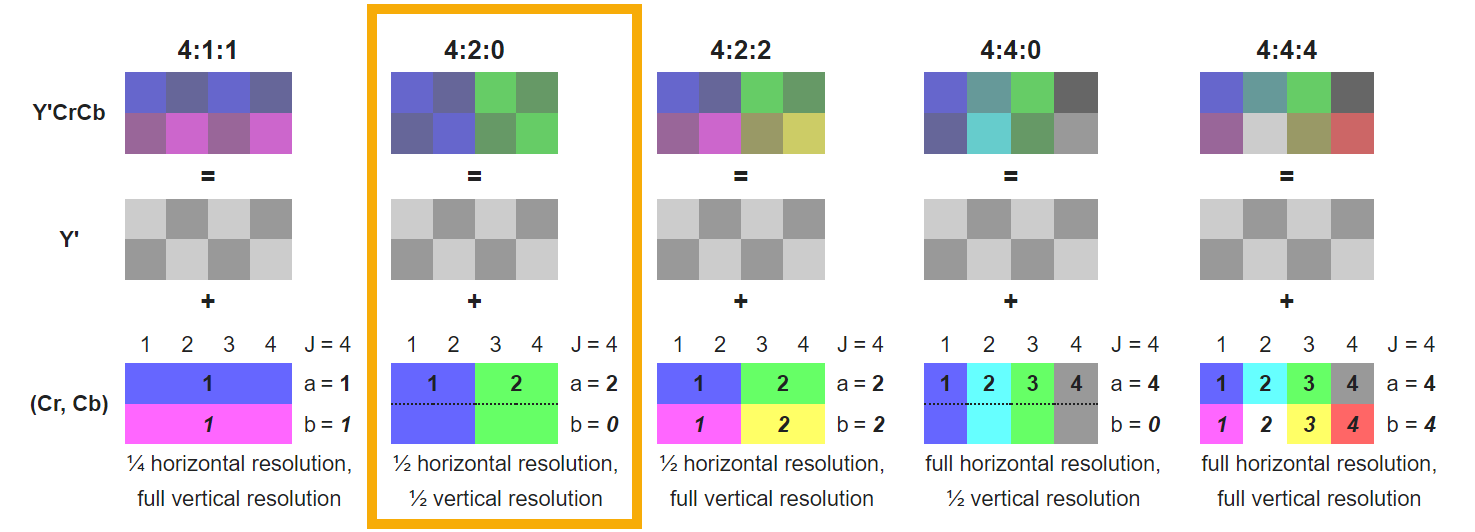 4:1:1 4:2:0 4:2:2 4:4:0 4:4:4
Y'CrCb
= = = = =
Y'
+ + + + +
1 2 3 4 J = 4 1 2 3 4 J = 4 1 2 3 4 J = 4 1 2 3 4 J = 4 1 2 3 4 J = 4
1 a = 1 1 2 a = 2 1 2 a = 2 1 2 3 4 a = 4 1 2 3 4 a = 4
(Cr, Cb)
1 b = 1 b = 0 1 2 b = 2 b = 0 1 2 3 4 b = 4
¼ horizontal resolution, ½ horizontal resolution, ½ horizontal resolution, full horizontal resolution, full horizontal resolution,
full vertical resolution ½ vertical resolution full vertical resolution ½ vertical resolution full vertical resolution